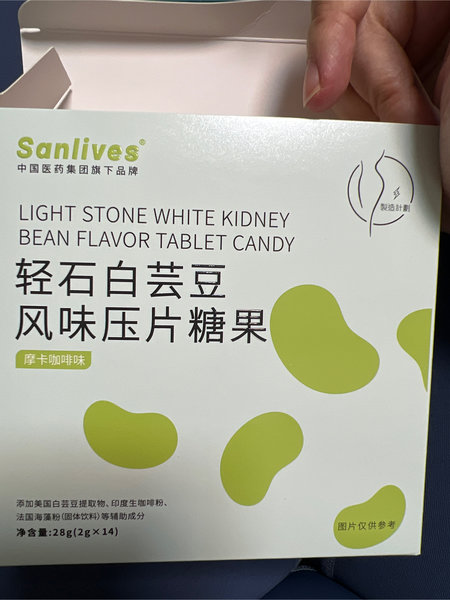 Sanlives®
中国医药集团旗下品牌
製造計劃
LIGHT STONE WHITE KIDNEY
BEAN FLAVOR TABLET CANDY
轻石白芸豆
风味压片糖果
摩卡咖啡味
添加美国白芸豆提取物、印度生咖啡粉、
法国海藻粉(固体饮料)等辅助成分
净含量:28g(2g×14)
图片仅供参考